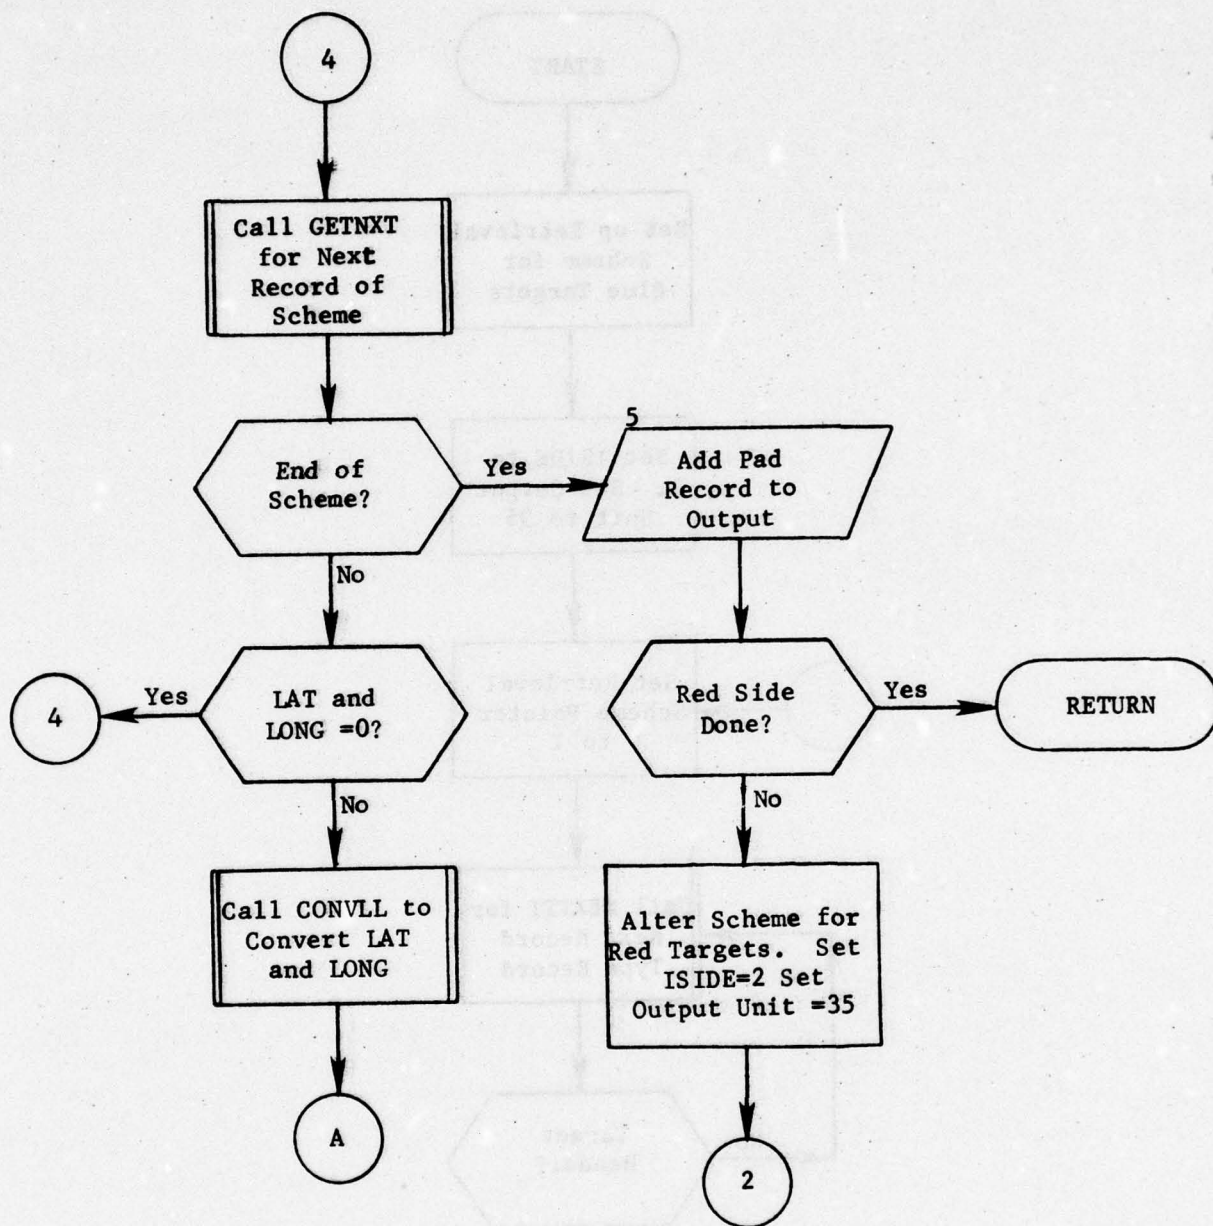 4
Call GETNXT
for Next
Record of
Scheme
End of
Scheme?
Yes
No
5
Add Pad
Record to
Output
LAT and
LONG =0?
Yes
4
No
Red Side
Done?
Yes
RETURN
No
Call CONVLL to
Convert LAT
and LONG
A
Alter Scheme for
Red Targets. Set
ISIDE=2 Set
Output Unit =35
2